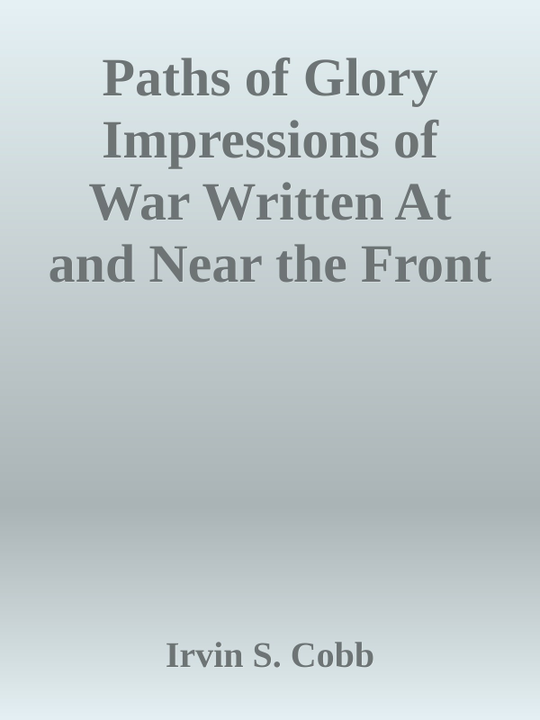 Paths of Glory
Impressions of
War Written At
and Near the Front
Irvin S. Cobb